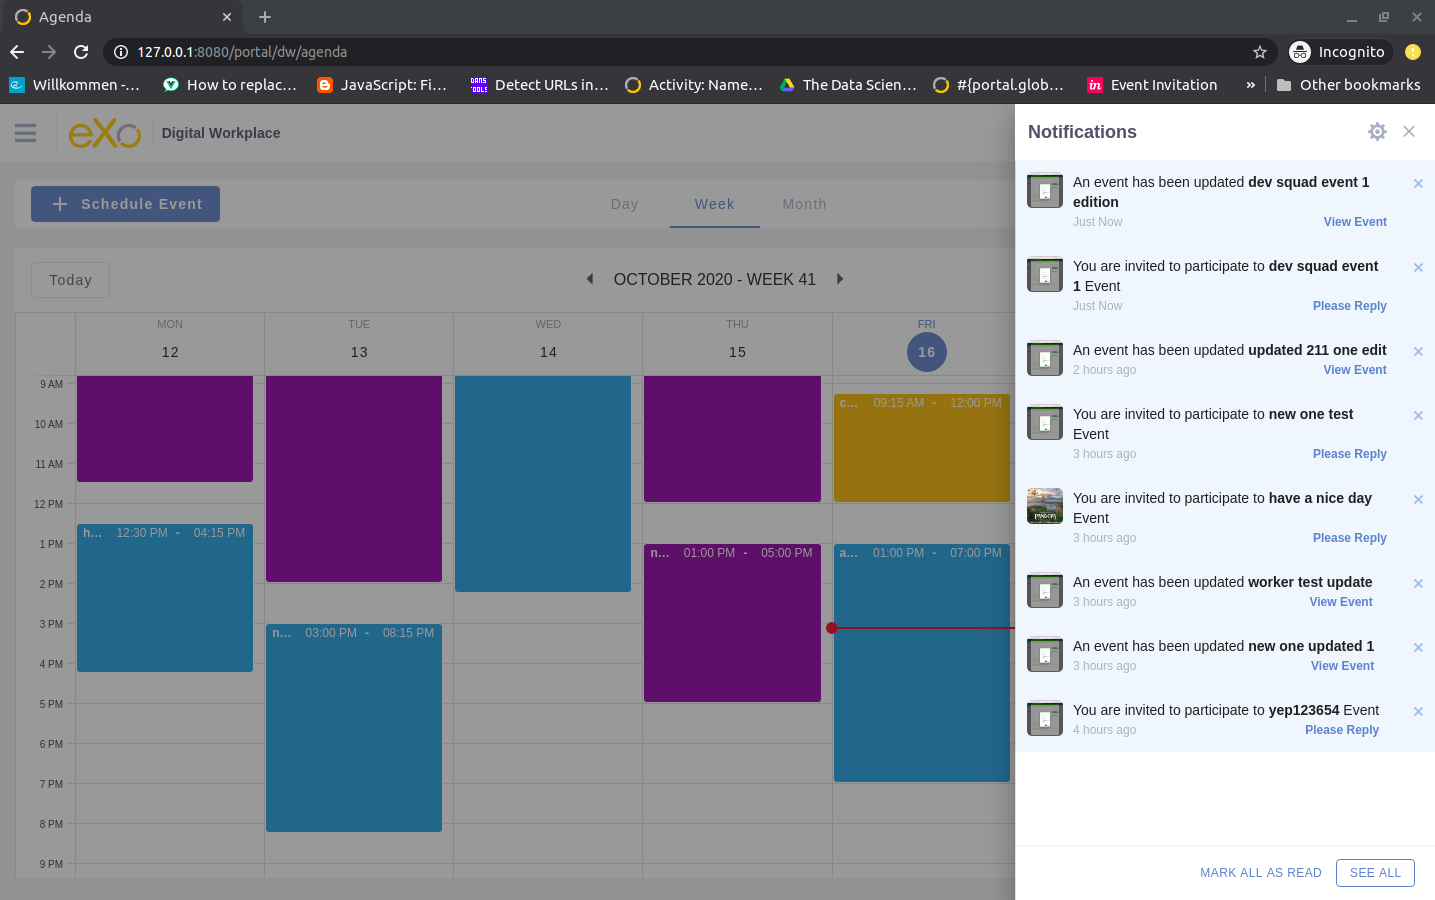 Agenda
127.0.0.1:8080/portal/dw/agenda
Incognito
Willkommen -... How to replac... JavaScript: Fi... Detect URLs in... Activity: Name... The Data Scien... #{portal.glob... Event Invitation » Other bookmarks
eXo Digital Workplace
Schedule Event
Day Week Month
Today
OCTOBER 2020 - WEEK 41
MON TUE WED THU FRI
12 13 14 15 16
9 AM
c... 09:15 AM - 12:00 PM
10 AM
11 AM
12 PM
h... 12:30 PM - 04:15 PM
1 PM
n... 01:00 PM - 05:00 PM
a... 01:00 PM - 07:00 PM
2 PM
3 PM
n... 03:00 PM - 08:15 PM
4 PM
5 PM
6 PM
7 PM
8 PM
9 PM
Notifications
An event has been updated dev squad event 1
edition
Just Now View Event
You are invited to participate to dev squad event
1 Event
Just Now Please Reply
An event has been updated updated 211 one edit
2 hours ago View Event
You are invited to participate to new one test
Event
3 hours ago Please Reply
You are invited to participate to have a nice day
Event
3 hours ago Please Reply
An event has been updated worker test update
3 hours ago View Event
An event has been updated new one updated 1
3 hours ago View Event
You are invited to participate to yep123654 Event
4 hours ago Please Reply
MARK ALL AS READ SEE ALL